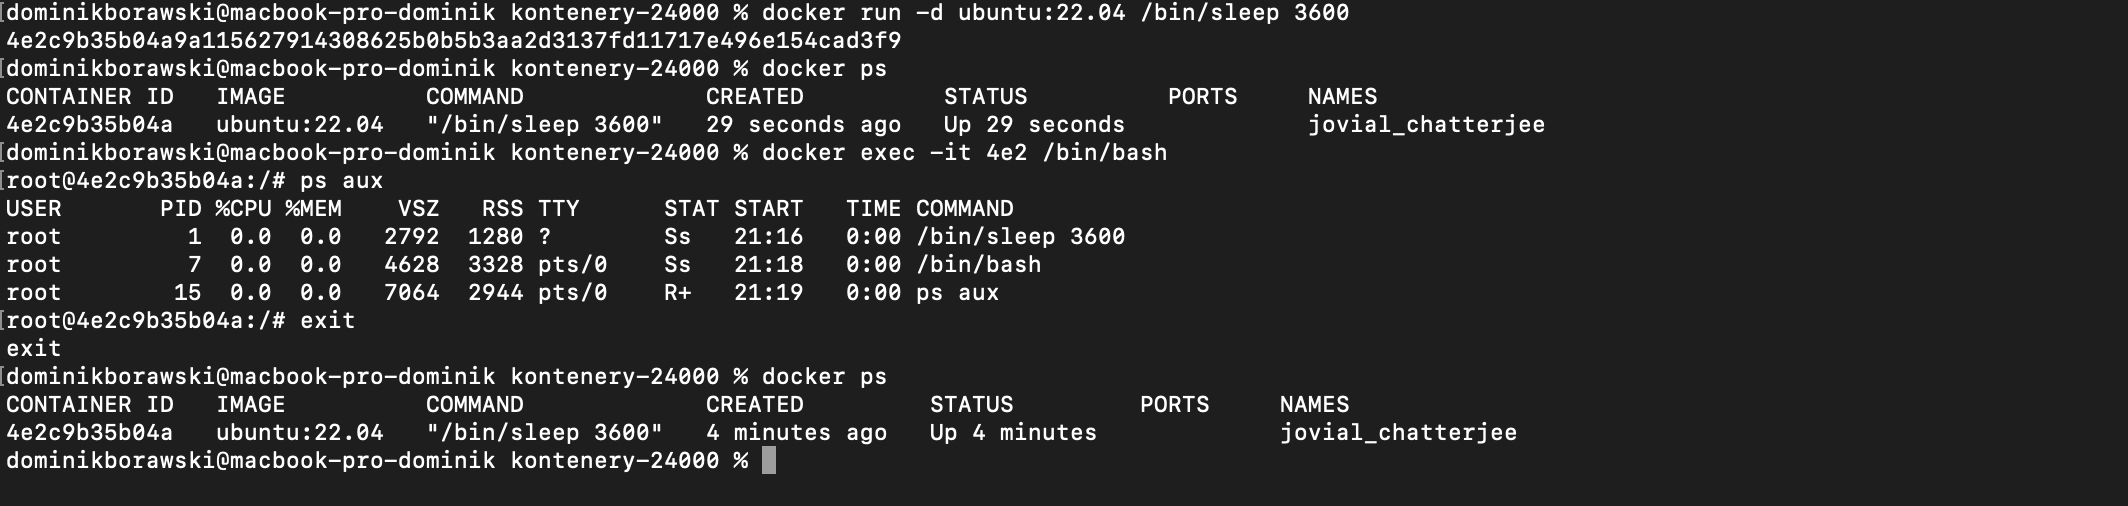 [dominikborawski@macbook-pro-dominik kontenery-24000 % docker run -d ubuntu:22.04 /bin/sleep 3600
4e2c9b35b04a9a115627914308625b0b5b3aa2d3137fd11717e496e154cad3f9
[dominikborawski@macbook-pro-dominik kontenery-24000 % docker ps
CONTAINER ID   IMAGE          COMMAND             CREATED          STATUS          PORTS     NAMES
4e2c9b35b04a   ubuntu:22.04   "/bin/sleep 3600"   29 seconds ago   Up 29 seconds             jovial_chatterjee
[dominikborawski@macbook-pro-dominik kontenery-24000 % docker exec -it 4e2 /bin/bash
[root@4e2c9b35b04a:/# ps aux
USER       PID %CPU %MEM    VSZ   RSS TTY      STAT START   TIME COMMAND
root         1  0.0  0.0   2792  1280 ?        Ss   21:16   0:00 /bin/sleep 3600
root         7  0.0  0.0   4628  3328 pts/0    Ss   21:18   0:00 /bin/bash
root        15  0.0  0.0   7064  2944 pts/0    R+   21:19   0:00 ps aux
[root@4e2c9b35b04a:/# exit
exit
[dominikborawski@macbook-pro-dominik kontenery-24000 % docker ps
CONTAINER ID   IMAGE          COMMAND             CREATED         STATUS         PORTS     NAMES
4e2c9b35b04a   ubuntu:22.04   "/bin/sleep 3600"   4 minutes ago   Up 4 minutes             jovial_chatterjee
dominikborawski@macbook-pro-dominik kontenery-24000 %